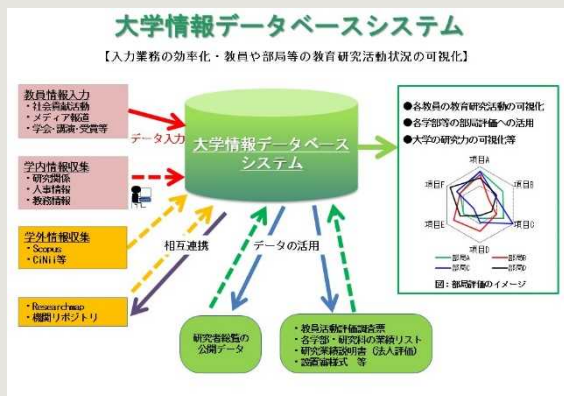 大学情報データベースシステム
【入力業務の効率化・教員や部局等の教育研究活動状況の可視化】
教員情報入力
・社会貢献活動
・メディア報道
・学会・講演・受賞等
データ入力
学内情報収集
・研究関係
・人事情報
・教務情報
学外情報収集
・Scopus
・CiNii等
・Researchmap
・機関リポジトリ
大学情報データベース
システム
相互連携
データの活用
研究者総覧の
公開データ
・教員活動評価調査票
・各学部・研究科の業績リスト
・研究業績説明書（法人評価）
・設置審様式 等
●各教員の教育研究活動の可視化
●各学部等の部局評価への活用
●大学の研究力の可視化等
項目A
項目B
項目C
項目D
項目E
項目F
部局A
部局B
部局C
部局D
図：部局評価のイメージ